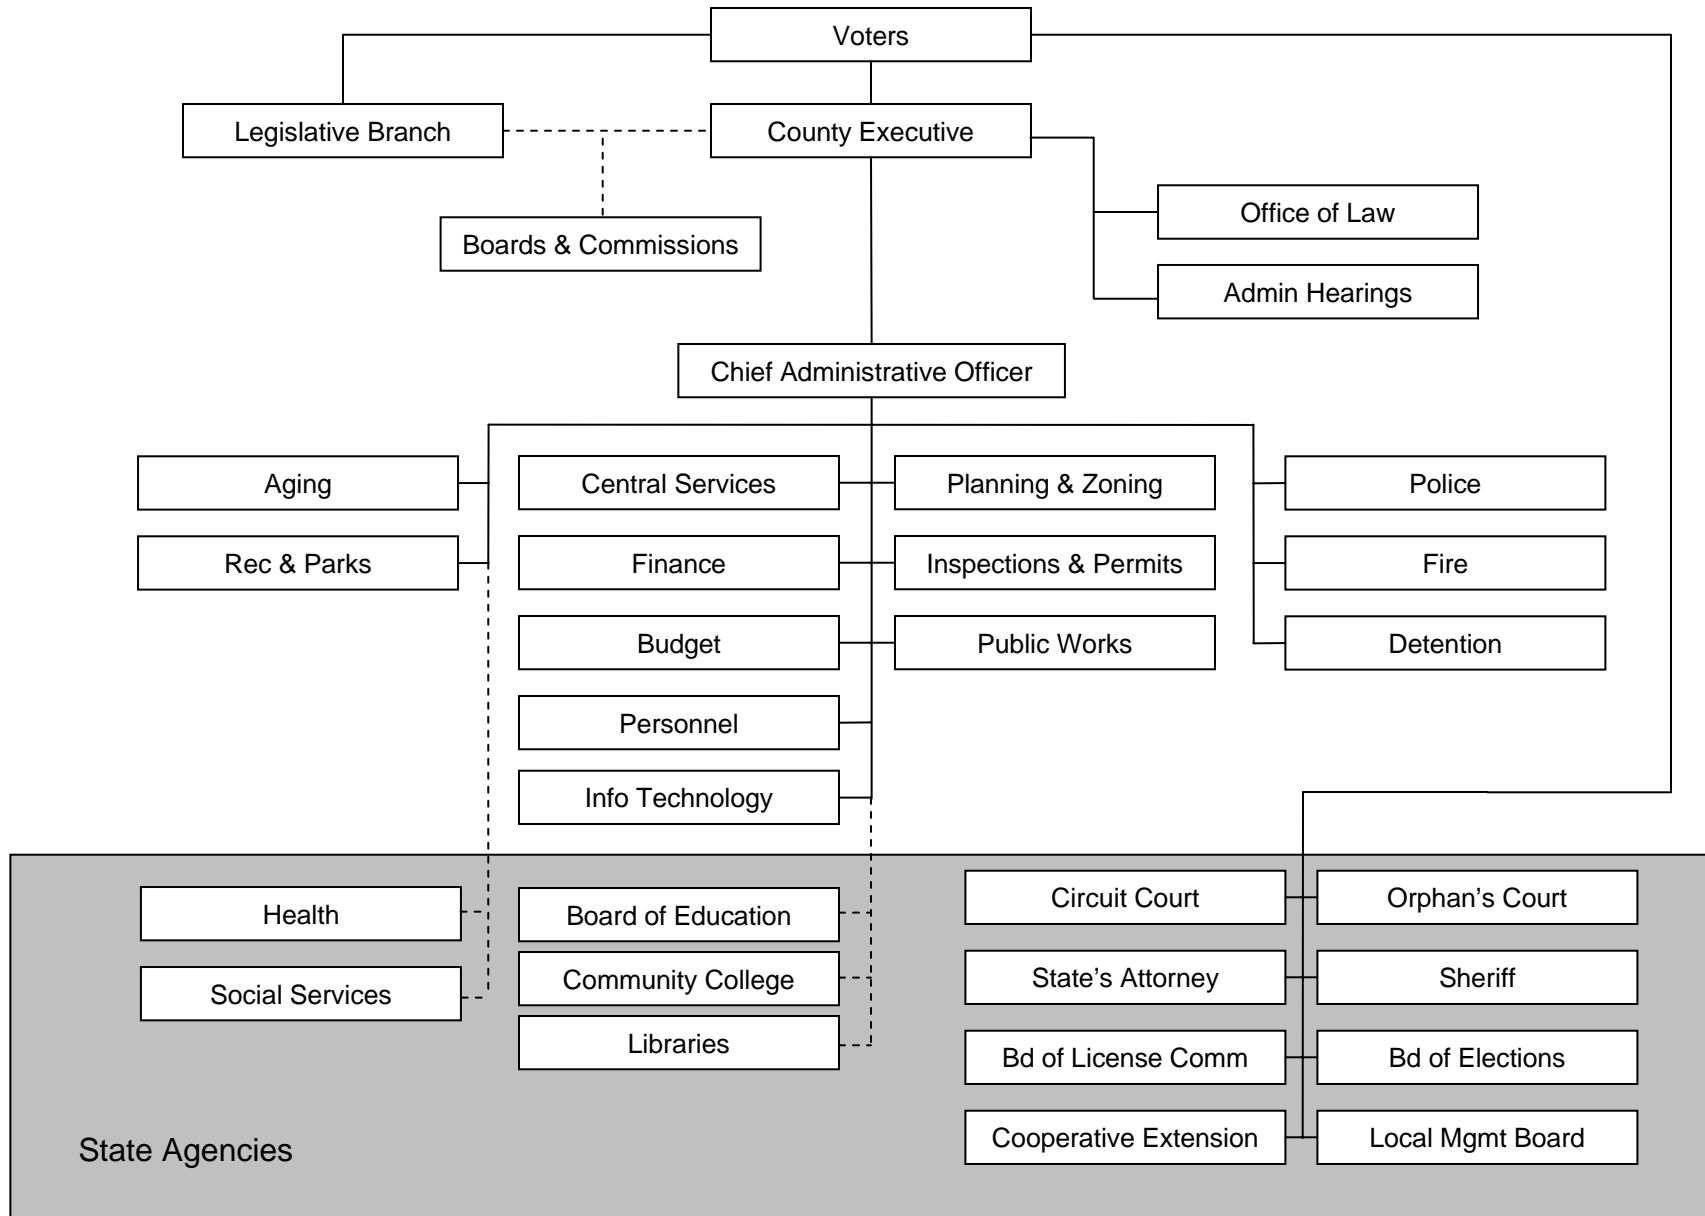 Voters
Legislative Branch
County Executive
Office of Law
Boards & Commissions
Admin Hearings
Chief Administrative Officer
Aging
Central Services
Planning & Zoning
Police
Rec & Parks
Finance
Inspections & Permits
Fire
Budget
Public Works
Detention
Personnel
Info Technology
Health
Board of Education
Circuit Court
Orphan's Court
Social Services
Community College
State's Attorney
Sheriff
Libraries
Bd of License Comm
Bd of Elections
Cooperative Extension
Local Mgmt Board
State Agencies